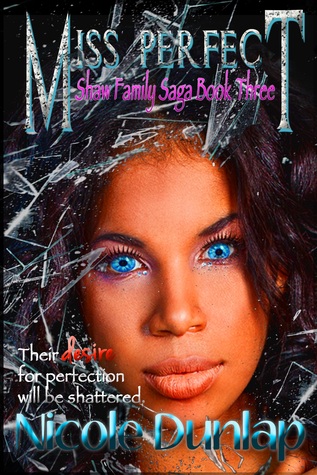 Miss Perfect
Shaw Family Saga Book Three
Their desire
for perfection
will be shattered.
Nicole Dunlap